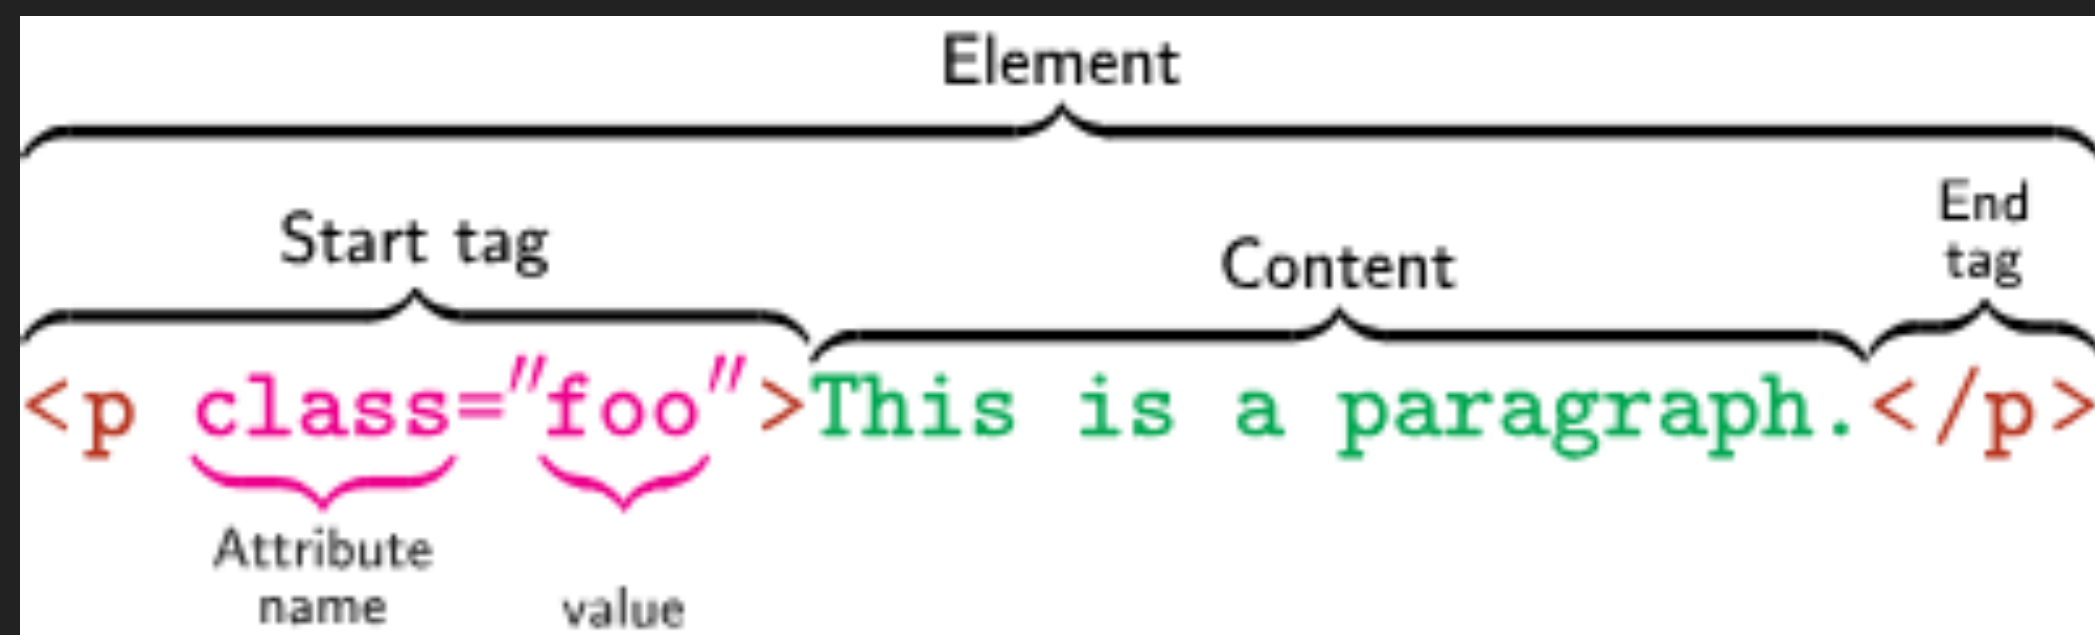 Element
Start tag
Content
End
tag
<p class="foo">This is a paragraph.</p>
Attribute
name
value